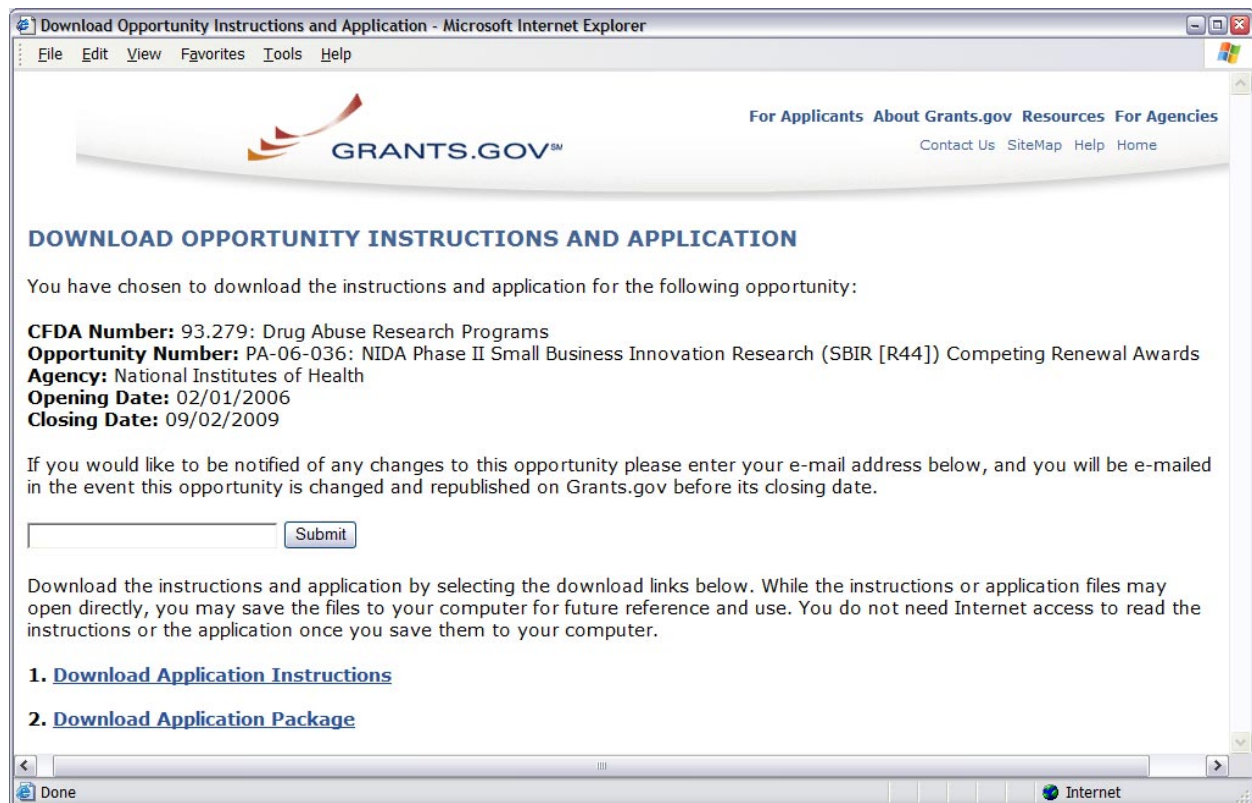 Download Opportunity Instructions and Application - Microsoft Internet Explorer
File Edit View Favorites Tools Help
GRANTS.GOV℠
For Applicants About Grants.gov Resources For Agencies
Contact Us SiteMap Help Home
DOWNLOAD OPPORTUNITY INSTRUCTIONS AND APPLICATION
You have chosen to download the instructions and application for the following opportunity:
CFDA Number: 93.279: Drug Abuse Research Programs
Opportunity Number: PA-06-036: NIDA Phase II Small Business Innovation Research (SBIR [R44]) Competing Renewal Awards
Agency: National Institutes of Health
Opening Date: 02/01/2006
Closing Date: 09/02/2009
If you would like to be notified of any changes to this opportunity please enter your e-mail address below, and you will be e-mailed
in the event this opportunity is changed and republished on Grants.gov before its closing date.
Submit
Download the instructions and application by selecting the download links below. While the instructions or application files may
open directly, you may save the files to your computer for future reference and use. You do not need Internet access to read the
instructions or the application once you save them to your computer.
1. Download Application Instructions
2. Download Application Package
Done
Internet